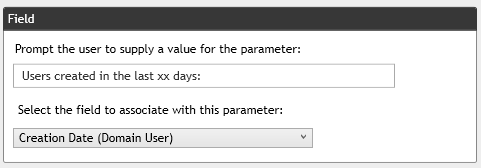 Field
Prompt the user to supply a value for the parameter:
Users created in the last xx days:
Select the field to associate with this parameter:
Creation Date (Domain User)